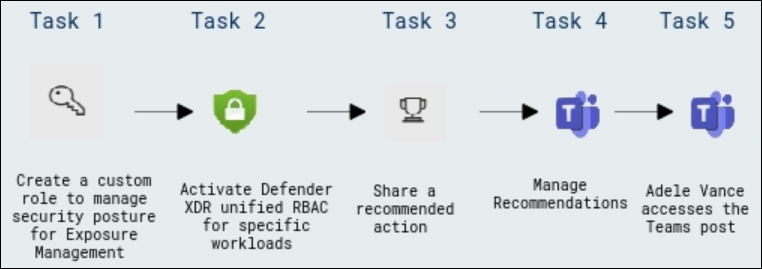 Task 1
Task 2
Task 3
Task 4
Task 5
Create a custom
role to manage
security posture
for Exposure
Management
Activate Defender
XDR unified RBAC
for specific
workloads
Share a
recommended
action
Manage
Recommendations
Adele Vance
accesses the
Teams post